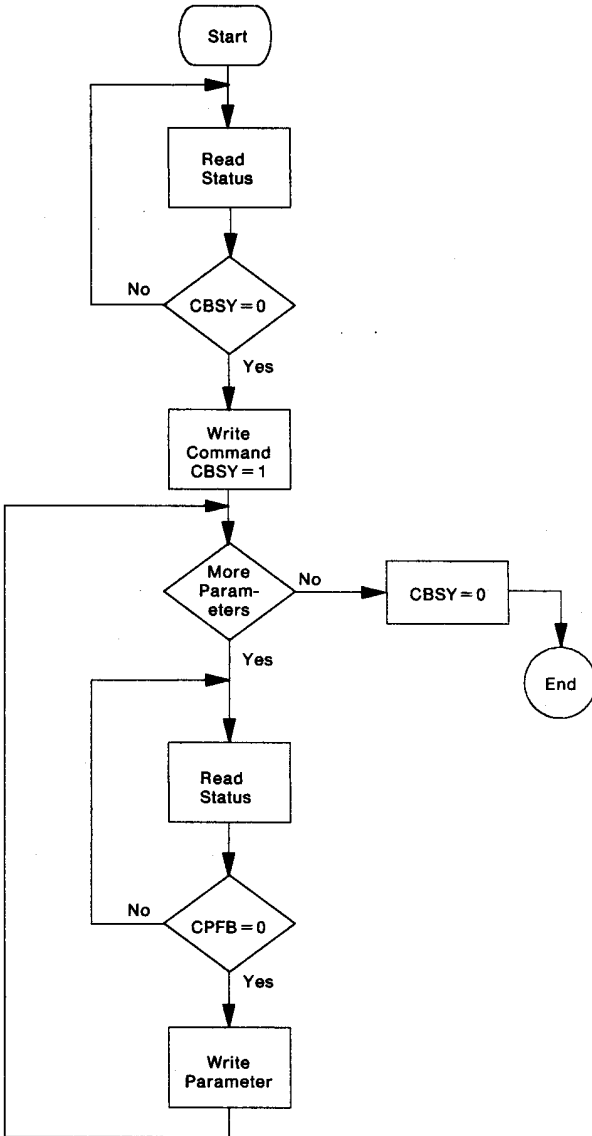 Start
Read
Status
No
CBSY=0
Yes
Write
Command
CBSY=1
More
Param-
eters
No
CBSY=0
Yes
End
Read
Status
No
CPFB=0
Yes
Write
Parameter